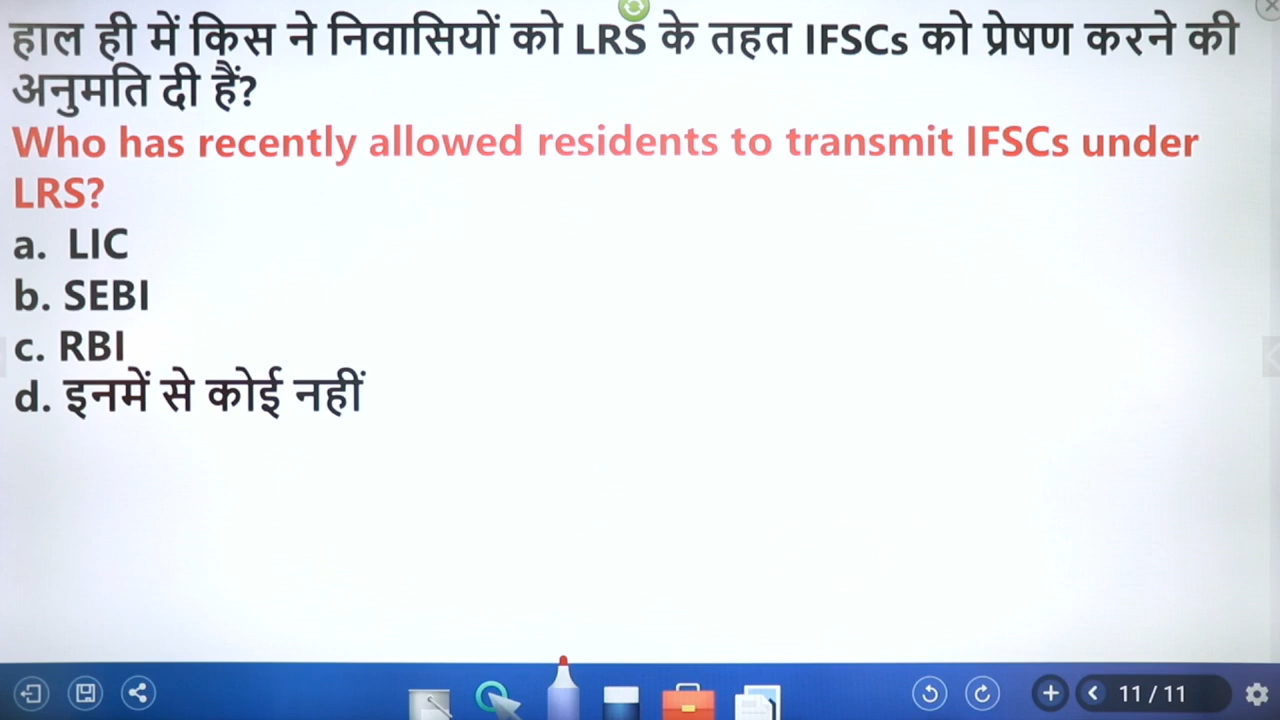 हाल ही में किस ने निवासियों को LRS के तहत IFSCs को प्रेषण करने की
अनुमति दी हैं?
Who has recently allowed residents to transmit IFSCs under
LRS?
a. LIC
b. SEBI
c. RBI
d. इनमें से कोई नहीं
11 / 11